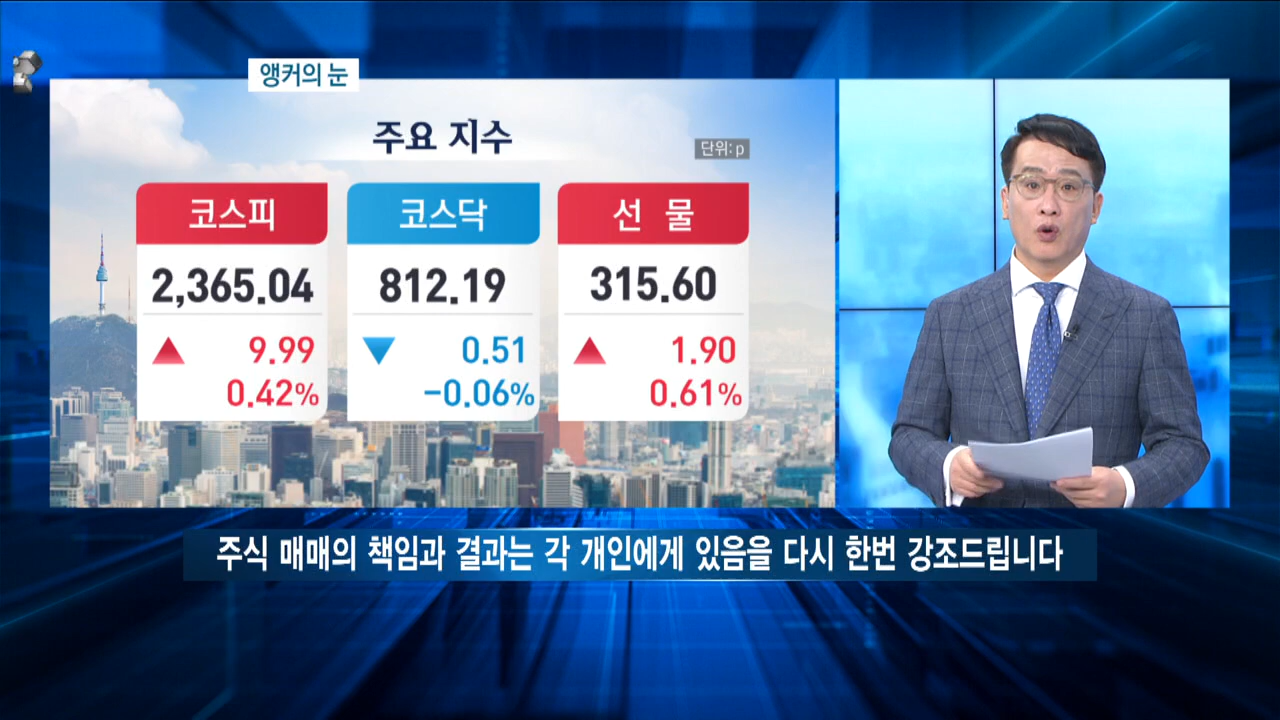 앵커의 눈
주요 지수
단위:p
코스피
2,365.04
▲ 9.99
0.42%
코스닥
812.19
▼ 0.51
-0.06%
선 물
315.60
▲ 1.90
0.61%
주식 매매의 책임과 결과는 각 개인에게 있음을 다시 한번 강조드립니다